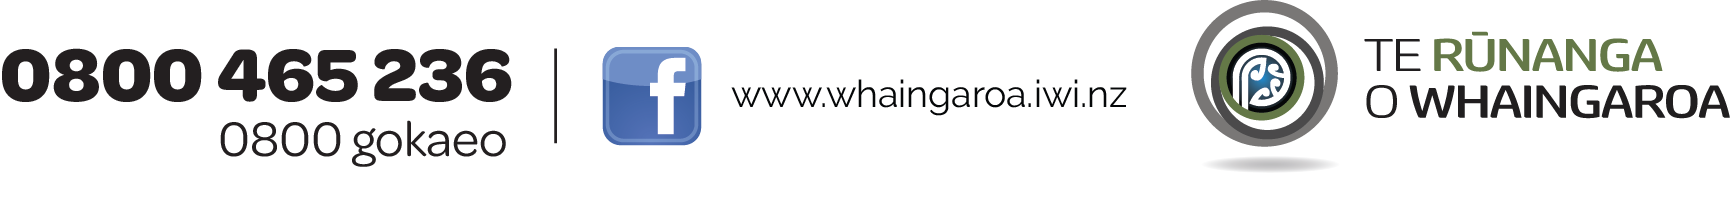 0800 465 236
0800 gokaeo
f
www.whaingaroa.iwi.nz
TE RŪNANGA
O WHAINGAROA